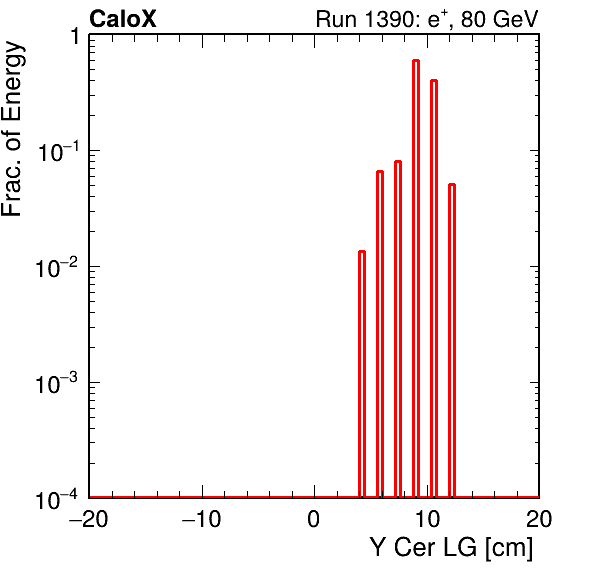 CaloX Run 1390: e⁺, 80 GeV
Frac. of Energy
1
10⁻¹
10⁻²
10⁻³
10⁻⁴
−20 −10 0 10 20
Y Cer LG [cm]